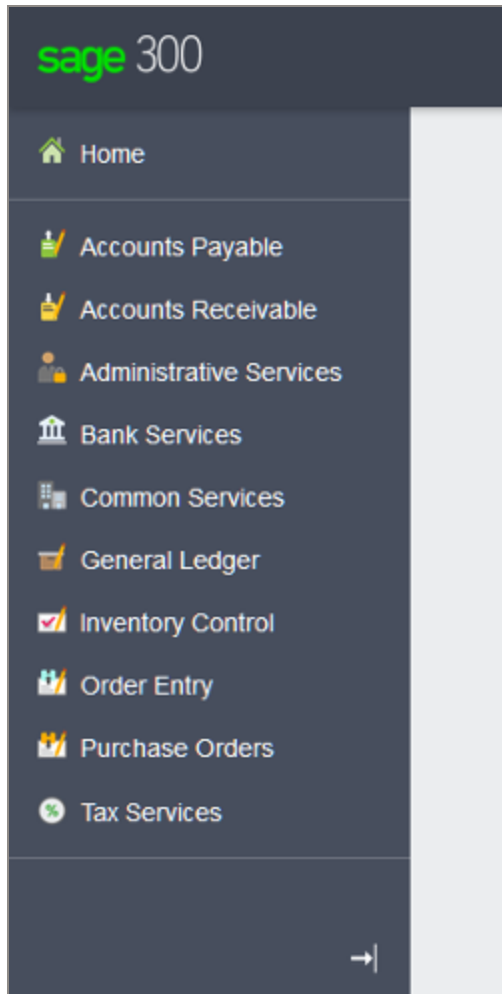 sage 300
Home
Accounts Payable
Accounts Receivable
Administrative Services
Bank Services
Common Services
General Ledger
Inventory Control
Order Entry
Purchase Orders
Tax Services